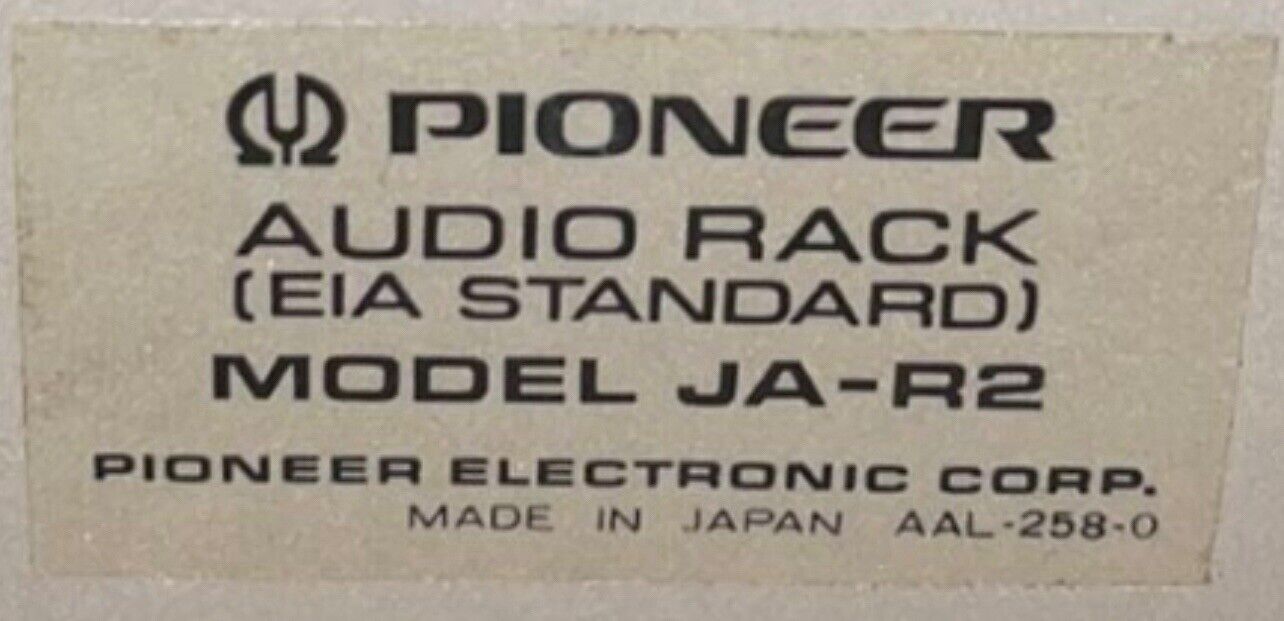 PIONEER
AUDIO RACK
(EIA STANDARD)
MODEL JA-R2
PIONEER ELECTRONIC CORP.
MADE IN JAPAN AAL-258-0